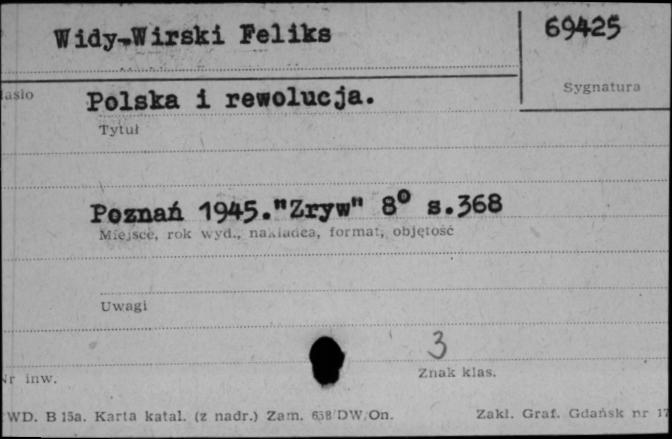 Widy-Wirski Feliks
69425
Sygnatura
Hasło
Polska i rewolucja.
Tytuł
Poznań 1945."Zryw" 8° s.368
Miejsce, rok wyd., nakładca, format, objętość
Uwagi
3
Nr inw.
Znak klas.
WD. B 15a. Karta katal. (z nadr.) Zam. 638 DW/On.
Zakł. Graf. Gdańsk nr 17